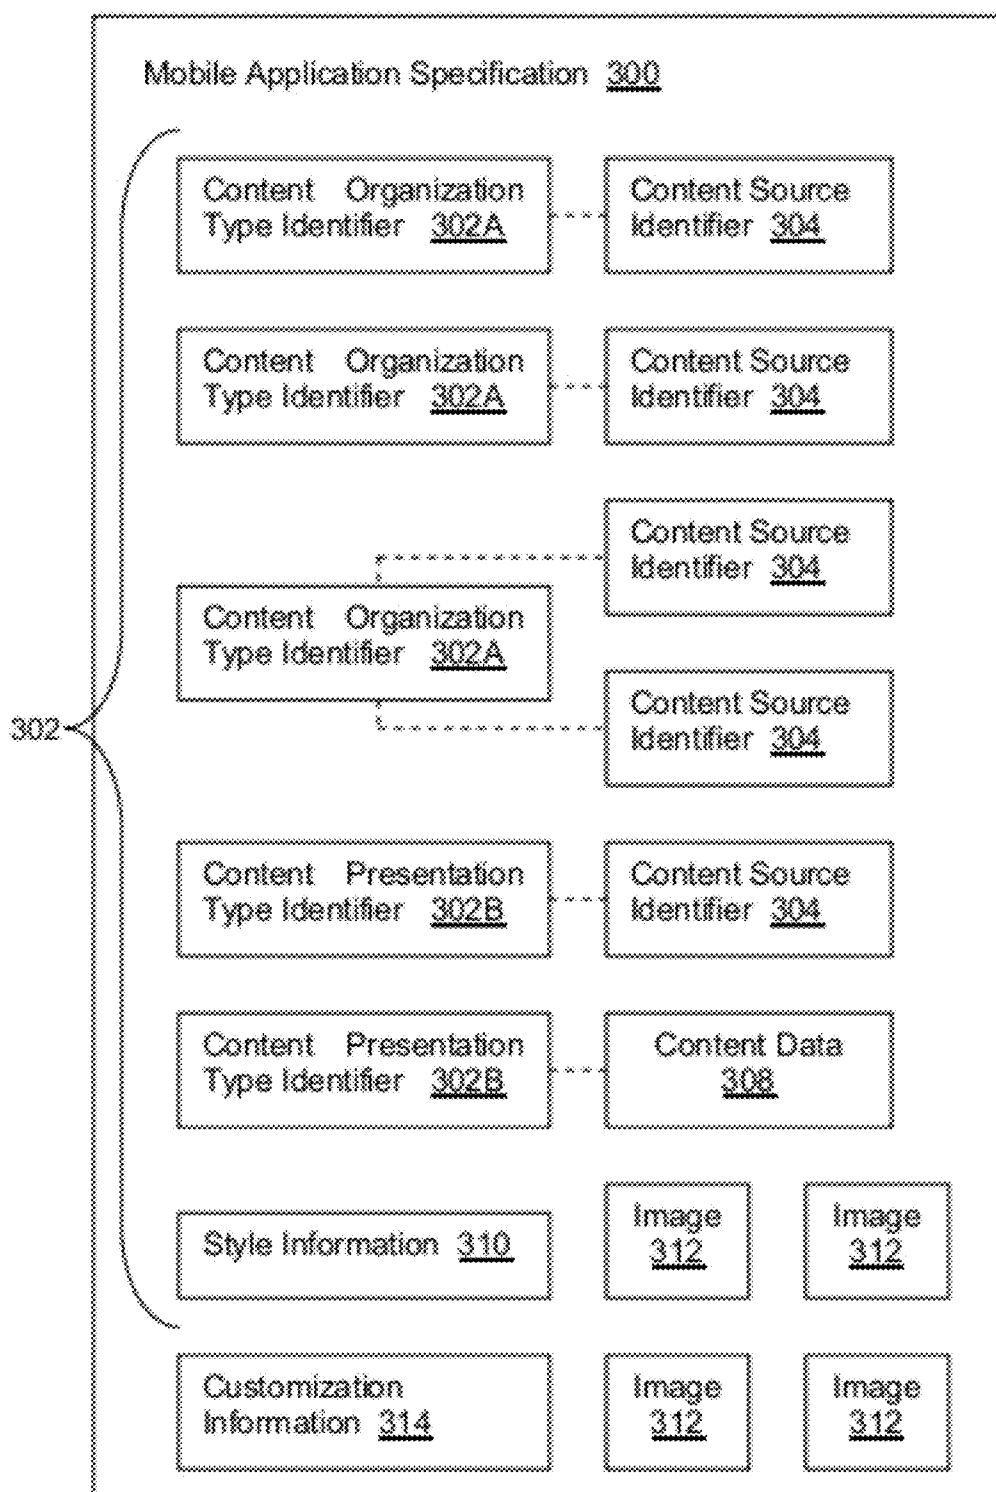 Mobile Application Specification 300
Content Organization
Type Identifier 302A
Content Source
Identifier 304
Content Organization
Type Identifier 302A
Content Source
Identifier 304
Content Source
Identifier 304
Content Organization
Type Identifier 302A
Content Source
Identifier 304
302
Content Presentation
Type Identifier 302B
Content Source
Identifier 304
Content Presentation
Type Identifier 302B
Content Data
308
Style Information 310
Image
312
Image
312
Customization
Information 314
Image
312
Image
312